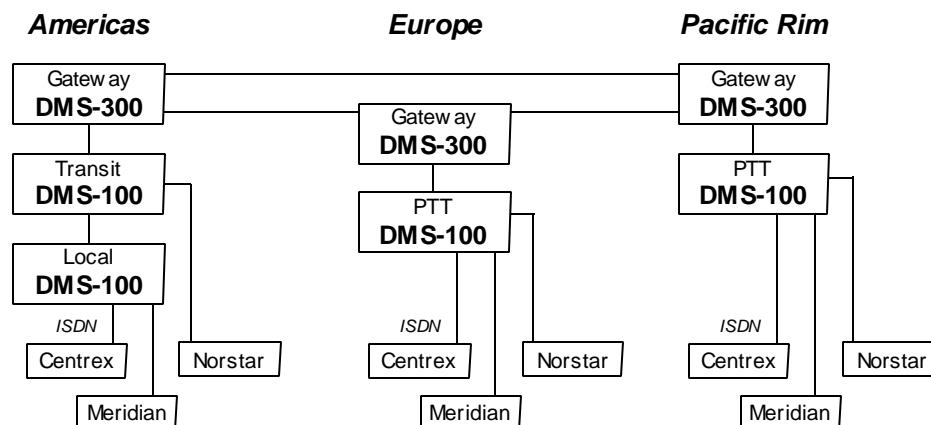 Americas
Europe
Pacific Rim
Gateway
DMS-300
Gateway
DMS-300
Gateway
DMS-300
Transit
DMS-100
PTT
DMS-100
PTT
DMS-100
Local
DMS-100
ISDN
ISDN
ISDN
Centrex
Norstar
Centrex
Norstar
Centrex
Norstar
Meridian
Meridian
Meridian